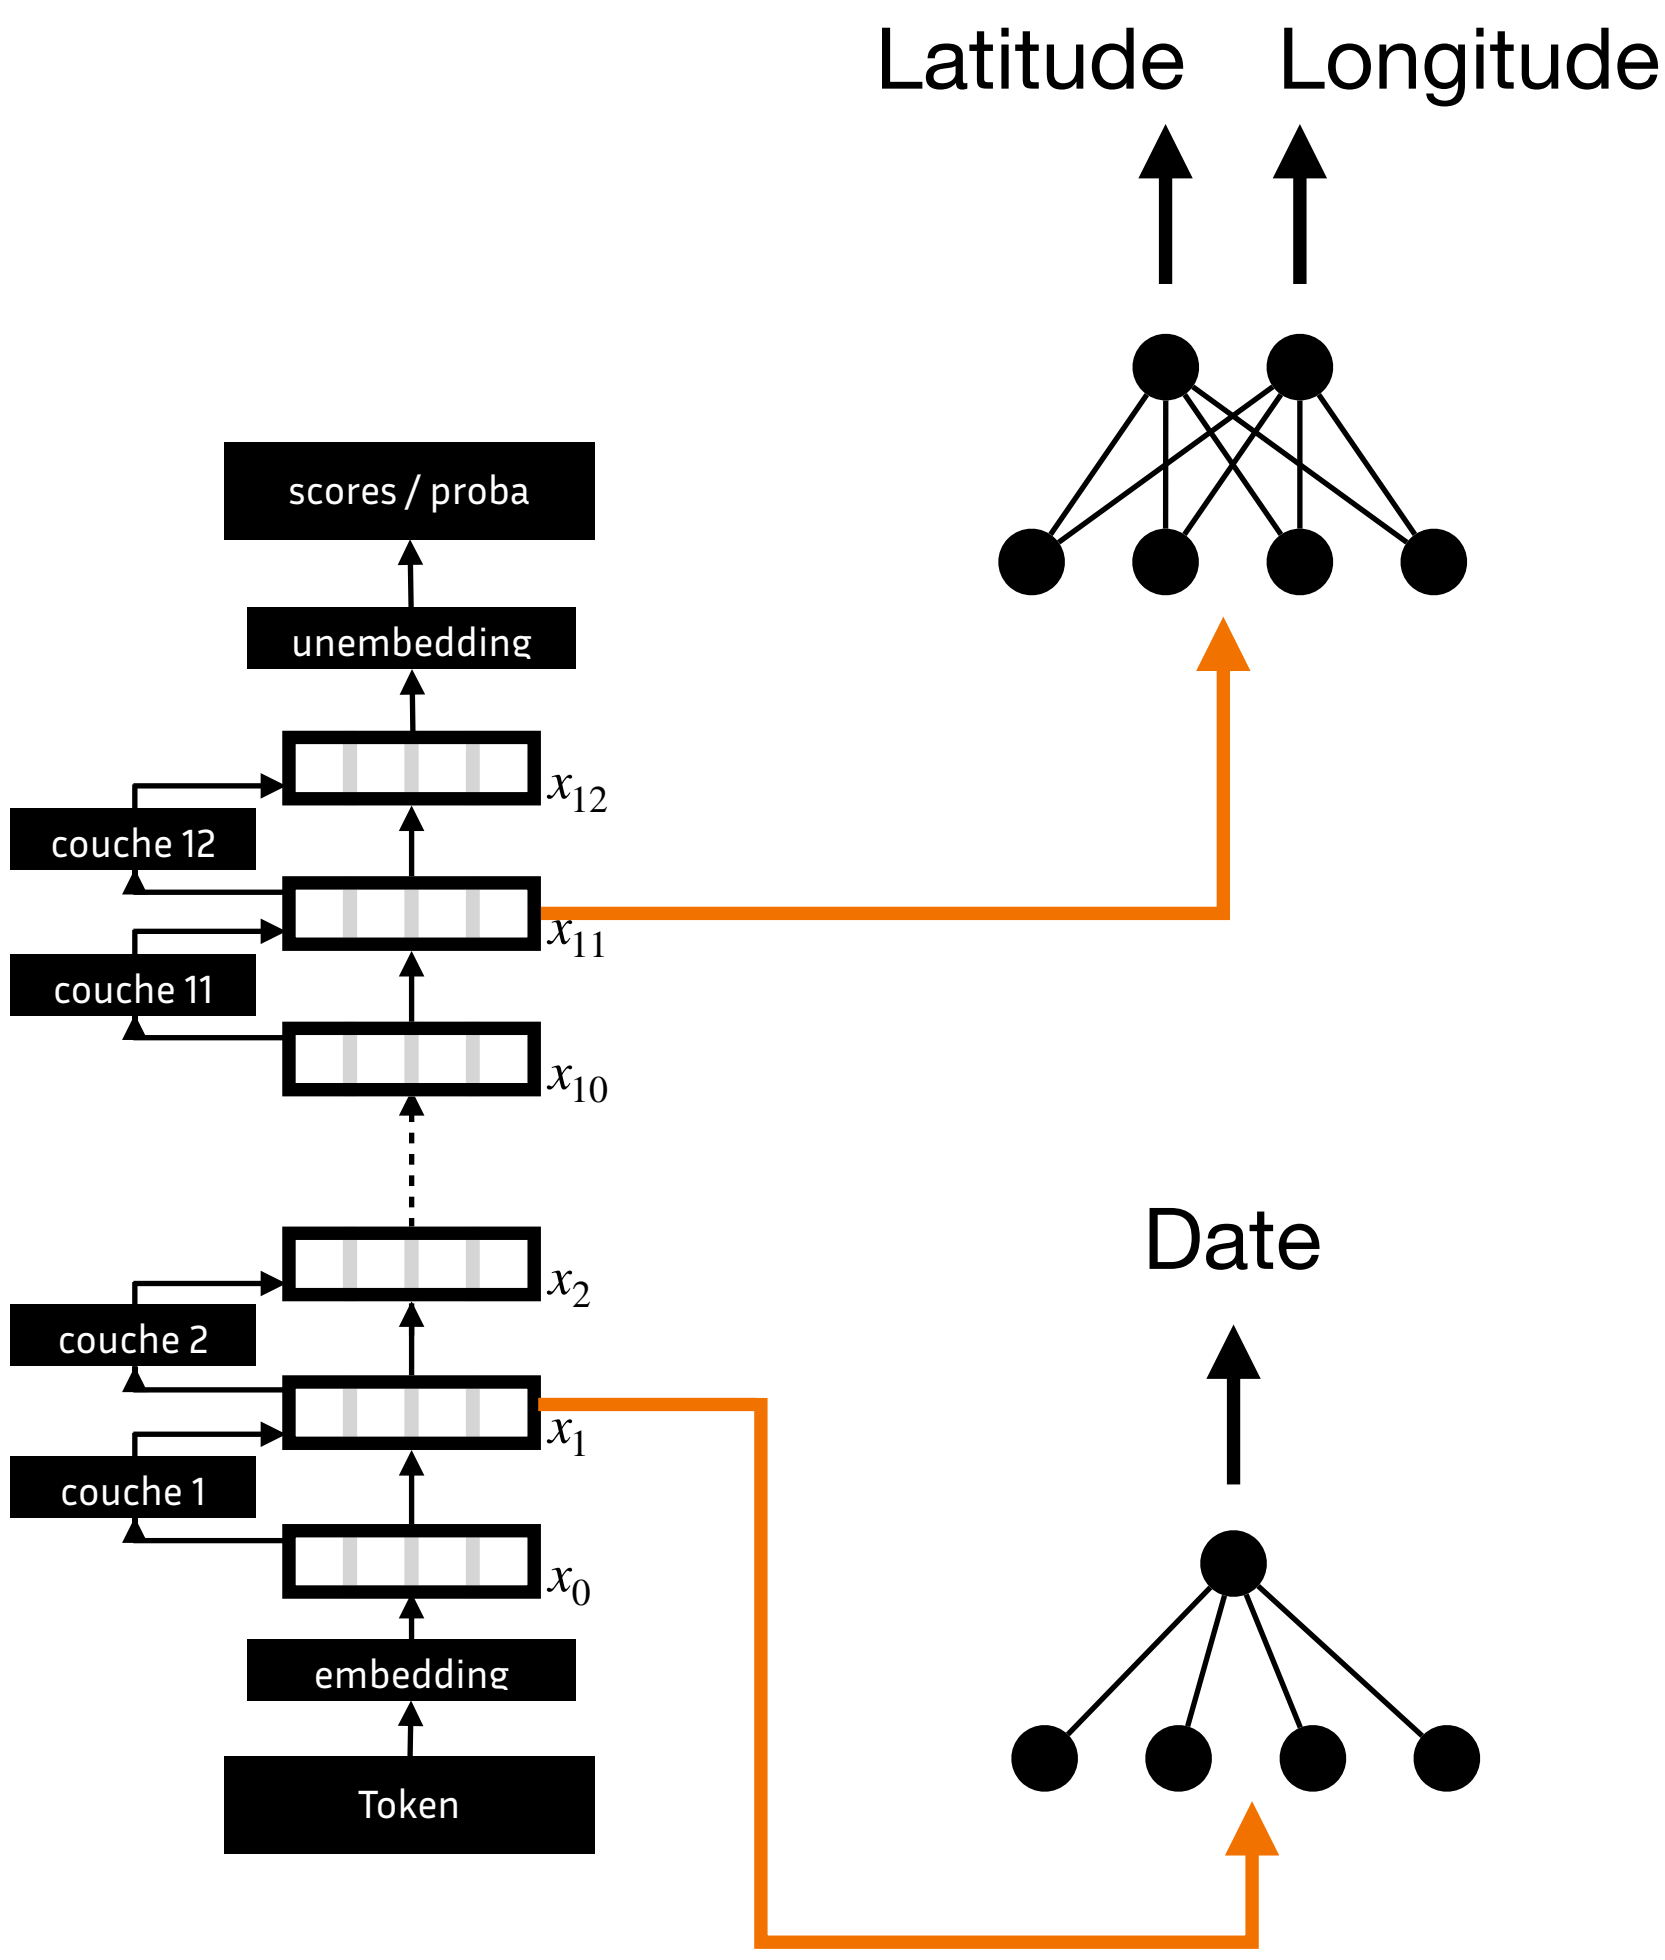 Latitude Longitude
scores / proba
unembedding
x12
couche 12
x11
couche 11
x10
Date
x2
couche 2
x1
couche 1
x0
embedding
Token